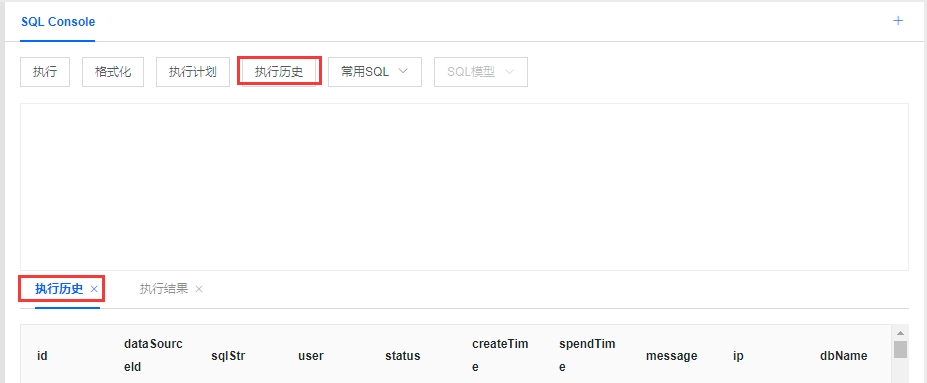 SQL Console
+
执行 格式化 执行计划 执行历史 常用SQL SQL模型
执行历史 × 执行结果 ×
id dataSourceId sqlStr user status createTime spendTime message ip dbName